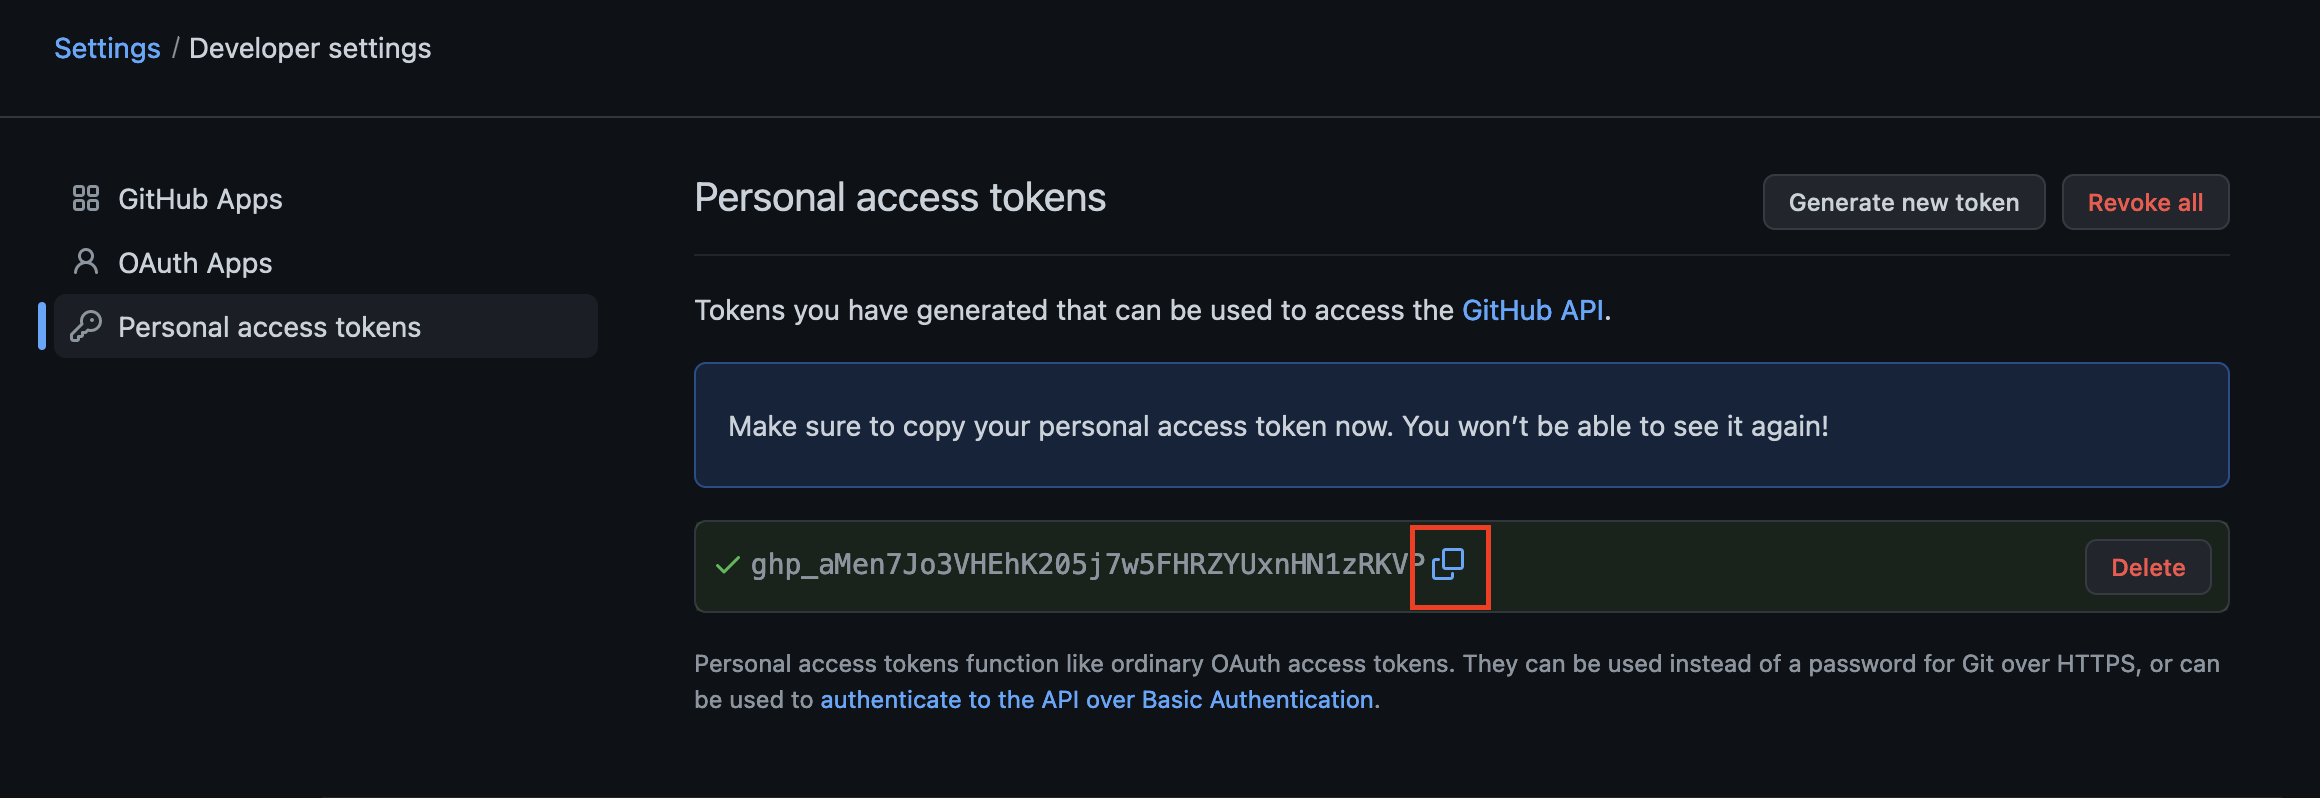 Settings / Developer settings
GitHub Apps
OAuth Apps
Personal access tokens
Personal access tokens
Generate new token
Revoke all
Tokens you have generated that can be used to access the GitHub API.
Make sure to copy your personal access token now. You won’t be able to see it again!
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
Delete
Personal access tokens function like ordinary OAuth access tokens. They can be used instead of a password for Git over HTTPS, or can
be used to authenticate to the API over Basic Authentication.